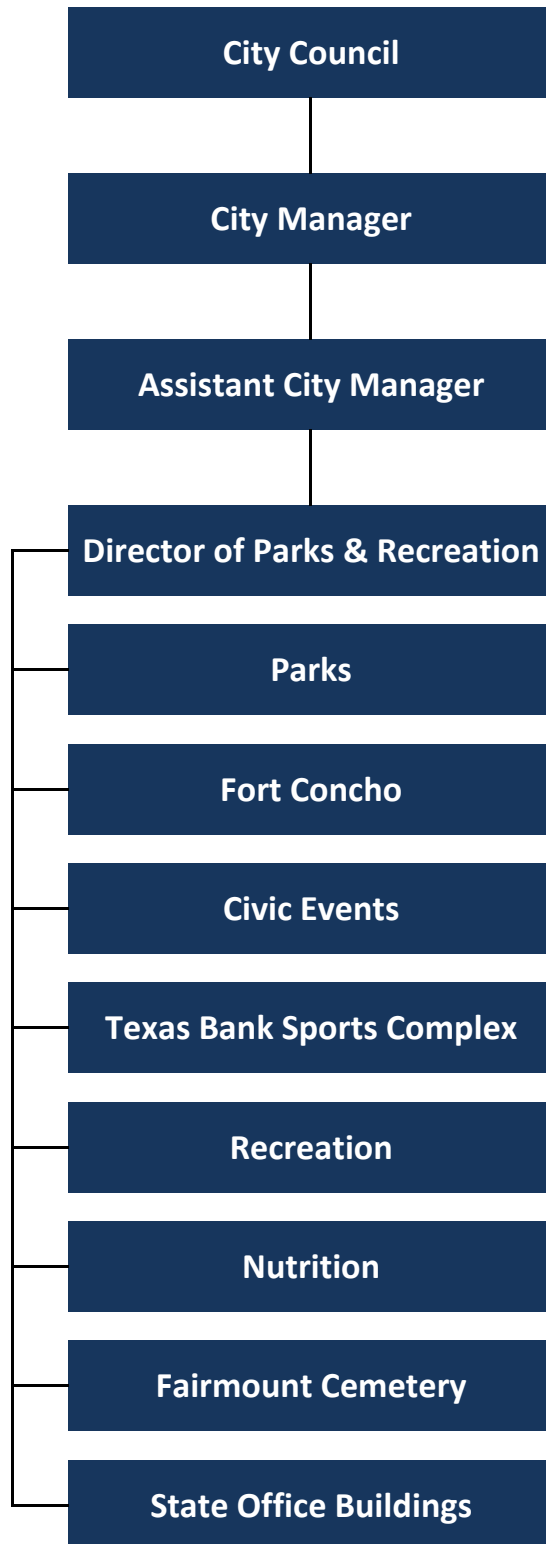 City Council
City Manager
Assistant City Manager
Director of Parks & Recreation
Parks
Fort Concho
Civic Events
Texas Bank Sports Complex
Recreation
Nutrition
Fairmount Cemetery
State Office Buildings